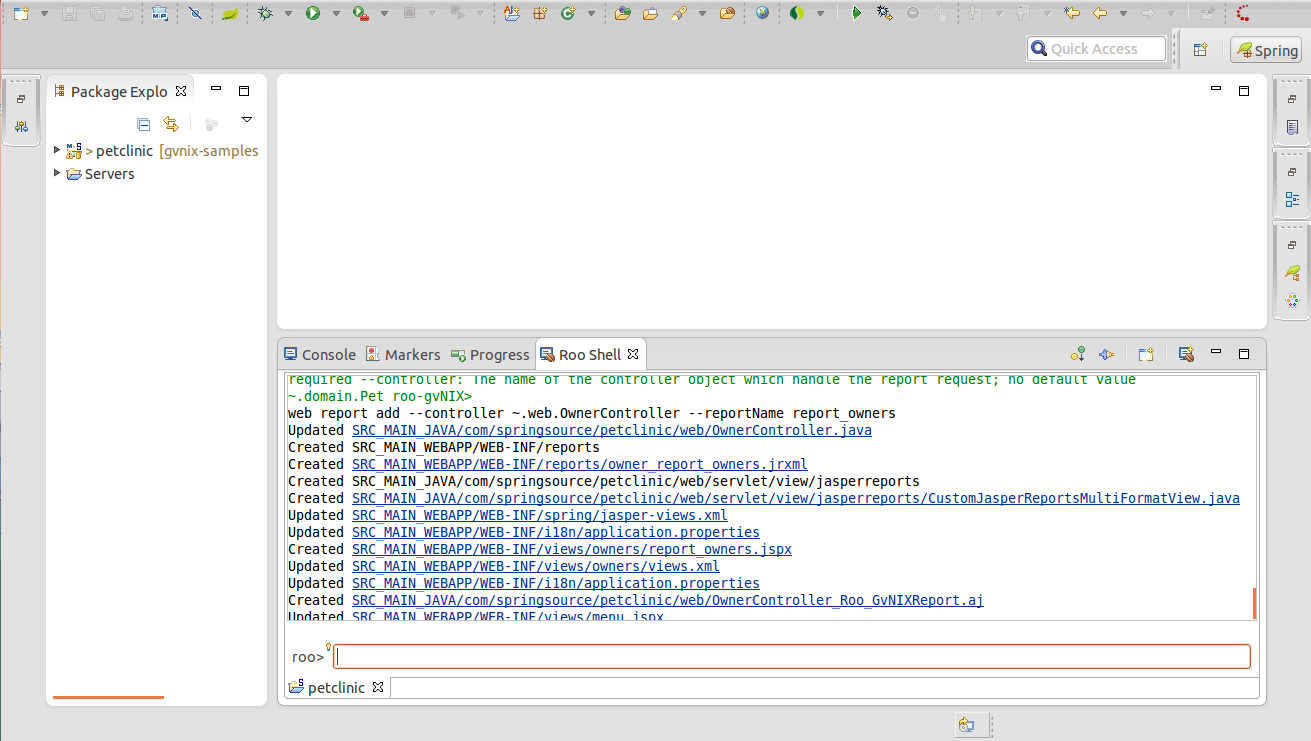 Quick Access
Spring
Package Explo
> petclinic [gvnix-samples
Servers
Console Markers Progress Roo Shell
required --controller: The name of the controller object which handle the report request; no default value
~.domain.Pet roo-gvNIX>
web report add --controller ~.web.OwnerController --reportName report_owners
Updated SRC_MAIN_JAVA/com/springsource/petclinic/web/OwnerController.java
Created SRC_MAIN_WEBAPP/WEB-INF/reports
Created SRC_MAIN_WEBAPP/WEB-INF/reports/owner_report_owners.jrxml
Created SRC_MAIN_JAVA/com/springsource/petclinic/web/servlet/view/jasperreports
Created SRC_MAIN_JAVA/com/springsource/petclinic/web/servlet/view/jasperreports/CustomJasperReportsMultiFormatView.java
Updated SRC_MAIN_WEBAPP/WEB-INF/spring/jasper-views.xml
Updated SRC_MAIN_WEBAPP/WEB-INF/i18n/application.properties
Created SRC_MAIN_WEBAPP/WEB-INF/views/owners/report_owners.jspx
Updated SRC_MAIN_WEBAPP/WEB-INF/views/owners/views.xml
Updated SRC_MAIN_WEBAPP/WEB-INF/i18n/application.properties
Created SRC_MAIN_JAVA/com/springsource/petclinic/web/OwnerController_Roo_GvNIXReport.aj
Updated SRC_MAIN_WEBAPP/WEB-INF/views/menu.jspx
roo>
petclinic